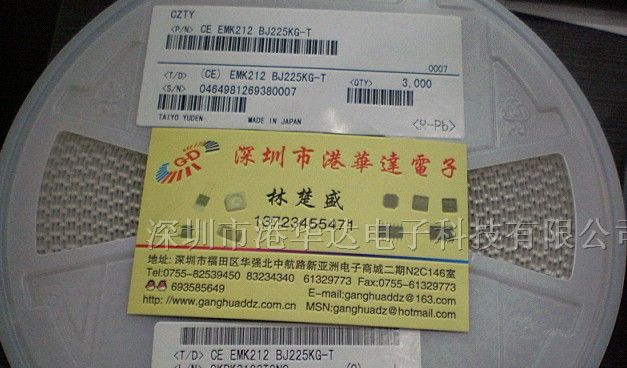 CZTY
<P/N> CE EMK212 BJ225KG-T
0007
<T/D> (CE) EMK212 BJ225KG-T <QTY> 3,000
<S/N> 0464981269380007
TAIYO YUDEN MADE IN JAPAN
GD 深圳市港華達電子
林楚盛
13723455471
深圳市港华达电子科技有限公司
地址: 深圳市福田区华强北中航路新亚洲电子商城二期N2C146室
Tel:0755-82539450 83234340 61329773 Fax:0755-61329773
693585649 E-mail:ganghuaddz@163.com
http://www.ganghuaddz.com.cn MSN:ganghuaddz@hotmail.com
<T/D> CE EMK212 BJ225KG-T